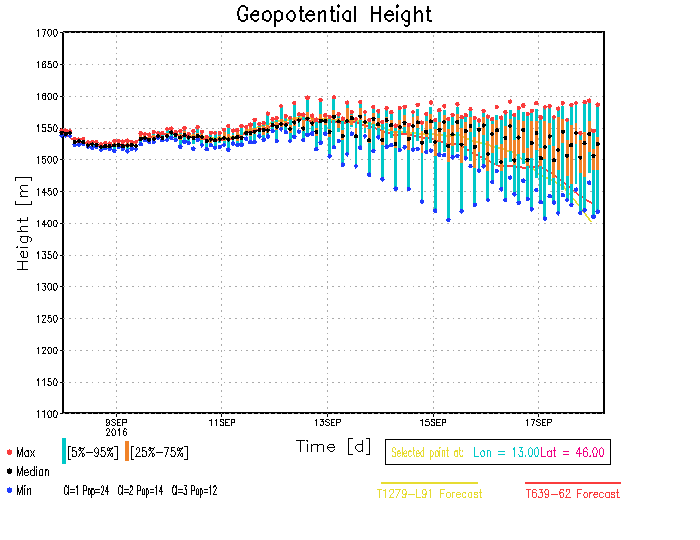 Geopotential Height
1700
1650
1600
1550
1500
1450
1400
1350
1300
1250
1200
1150
1100
Height [m]
9SEP 11SEP 13SEP 15SEP 17SEP
2016
Time [d]
Max [5%-95%] [25%-75%]
Median
Min Cl=1 Pop=24 Cl=2 Pop=14 Cl=3 Pop=12
Selected point at: Lon = 13.00 Lat = 46.00
T1279-L91 Forecast T639-62 Forecast